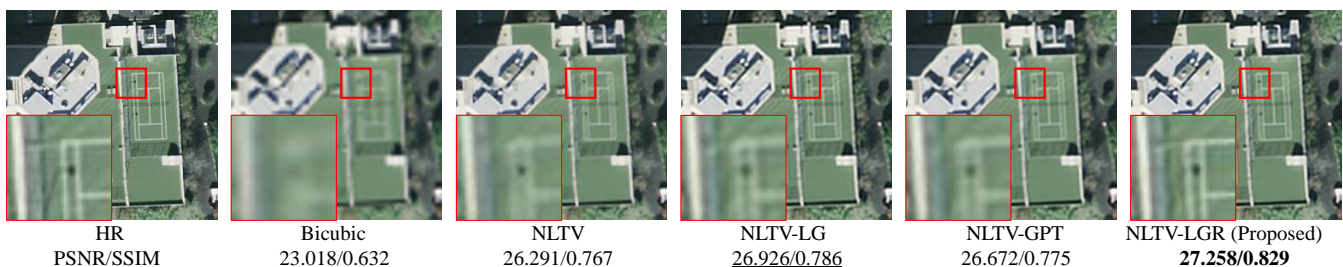 HR Bicubic NLTV NLTV-LG NLTV-GPT NLTV-LGR (Proposed)
PSNR/SSIM 23.018/0.632 26.291/0.767 26.926/0.786 26.672/0.775 27.258/0.829